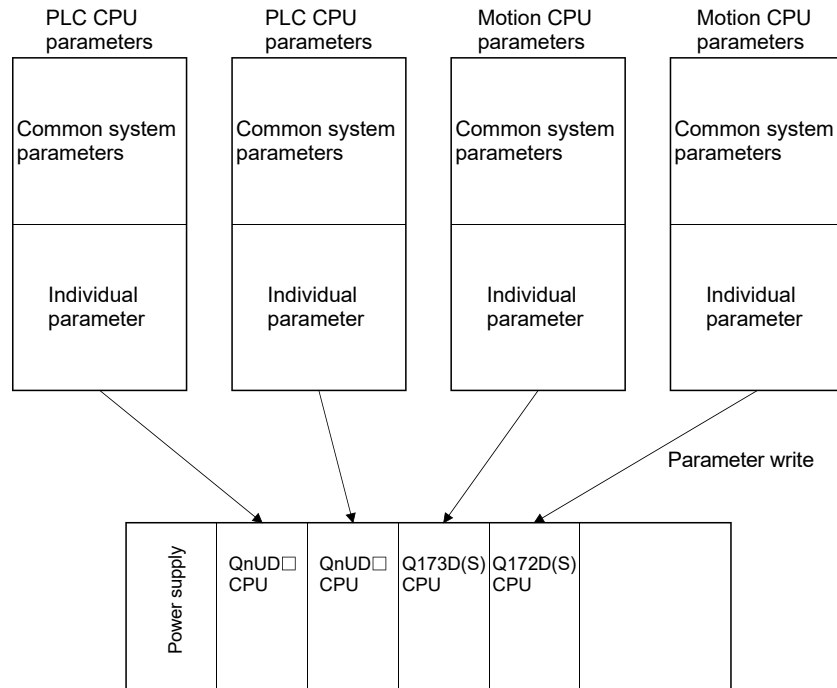 PLC CPU
parameters
PLC CPU
parameters
Motion CPU
parameters
Motion CPU
parameters
Common system
parameters
Common system
parameters
Common system
parameters
Common system
parameters
Individual
parameter
Individual
parameter
Individual
parameter
Individual
parameter
Parameter write
Power supply
QnUD□
CPU
QnUD□
CPU
Q173D(S)
CPU
Q172D(S)
CPU